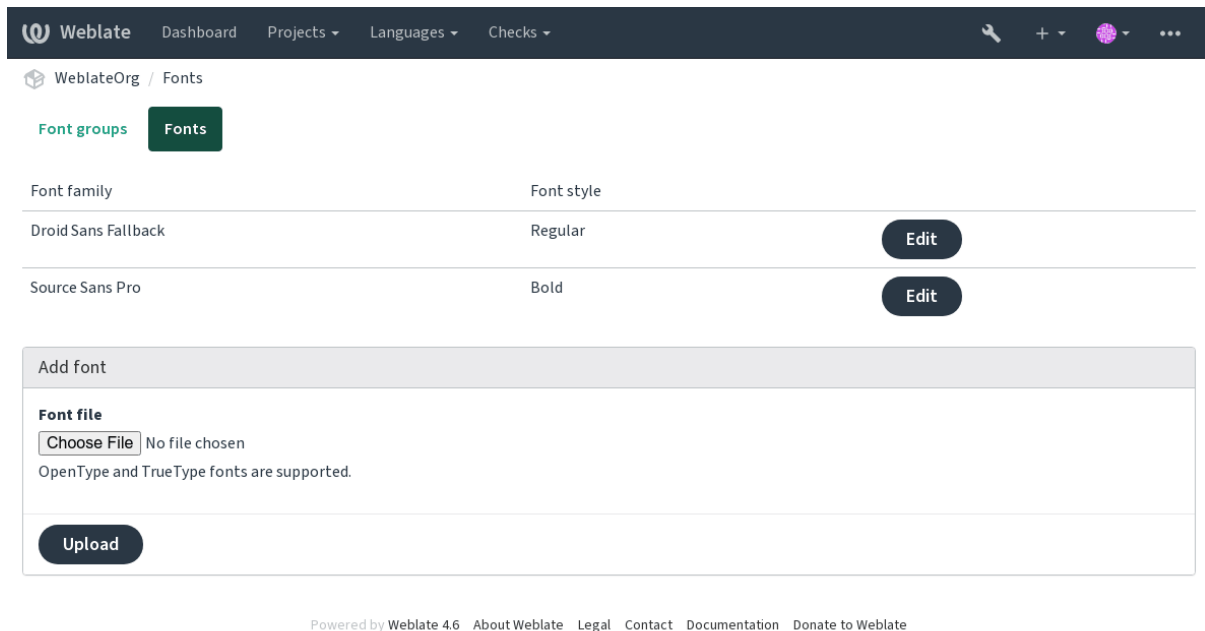 Weblate Dashboard Projects Languages Checks
WeblateOrg / Fonts
Font groups Fonts
Font family Font style
Droid Sans Fallback Regular Edit
Source Sans Pro Bold Edit
Add font
Font file
Choose File No file chosen
OpenType and TrueType fonts are supported.
Upload
Powered by Weblate 4.6 About Weblate Legal Contact Documentation Donate to Weblate